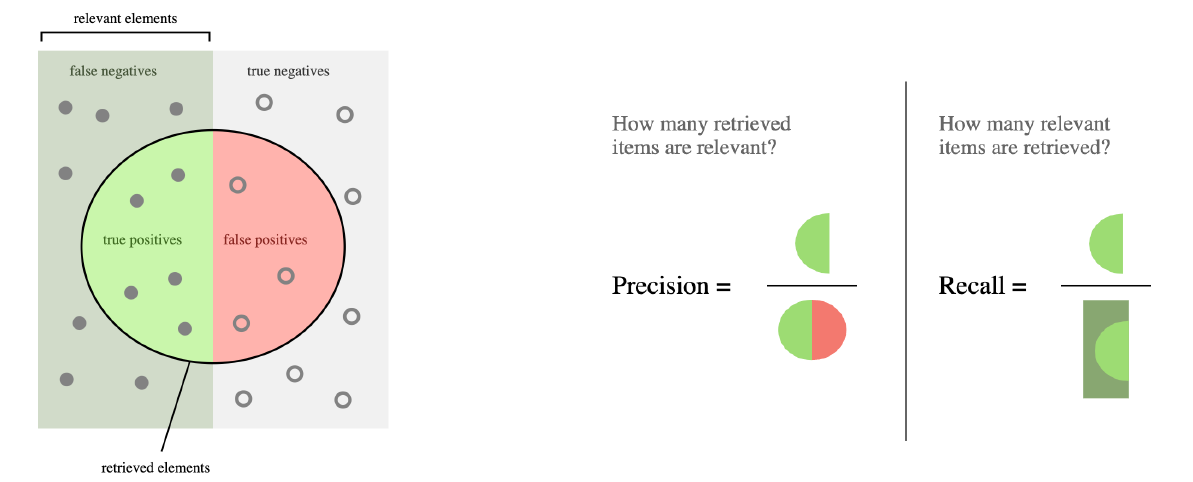 relevant elements
false negatives
true negatives
true positives
false positives
retrieved elements
How many retrieved
items are relevant?
Precision =
How many relevant
items are retrieved?
Recall =